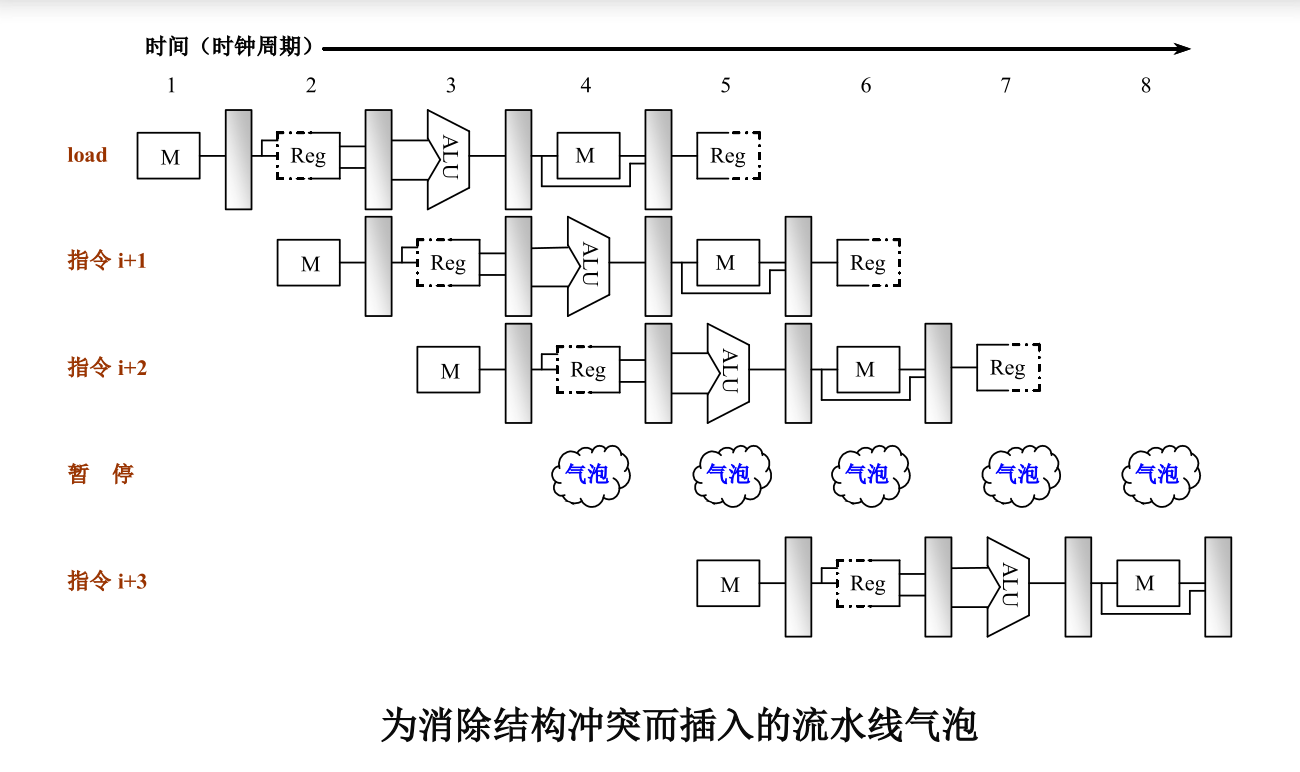 时间（时钟周期）
1 2 3 4 5 6 7 8
load M Reg ALU M Reg
指令 i+1 M Reg ALU M Reg
指令 i+2 M Reg ALU M Reg
暂 停 气泡 气泡 气泡 气泡 气泡
指令 i+3 M Reg ALU M
为消除结构冲突而插入的流水线气泡